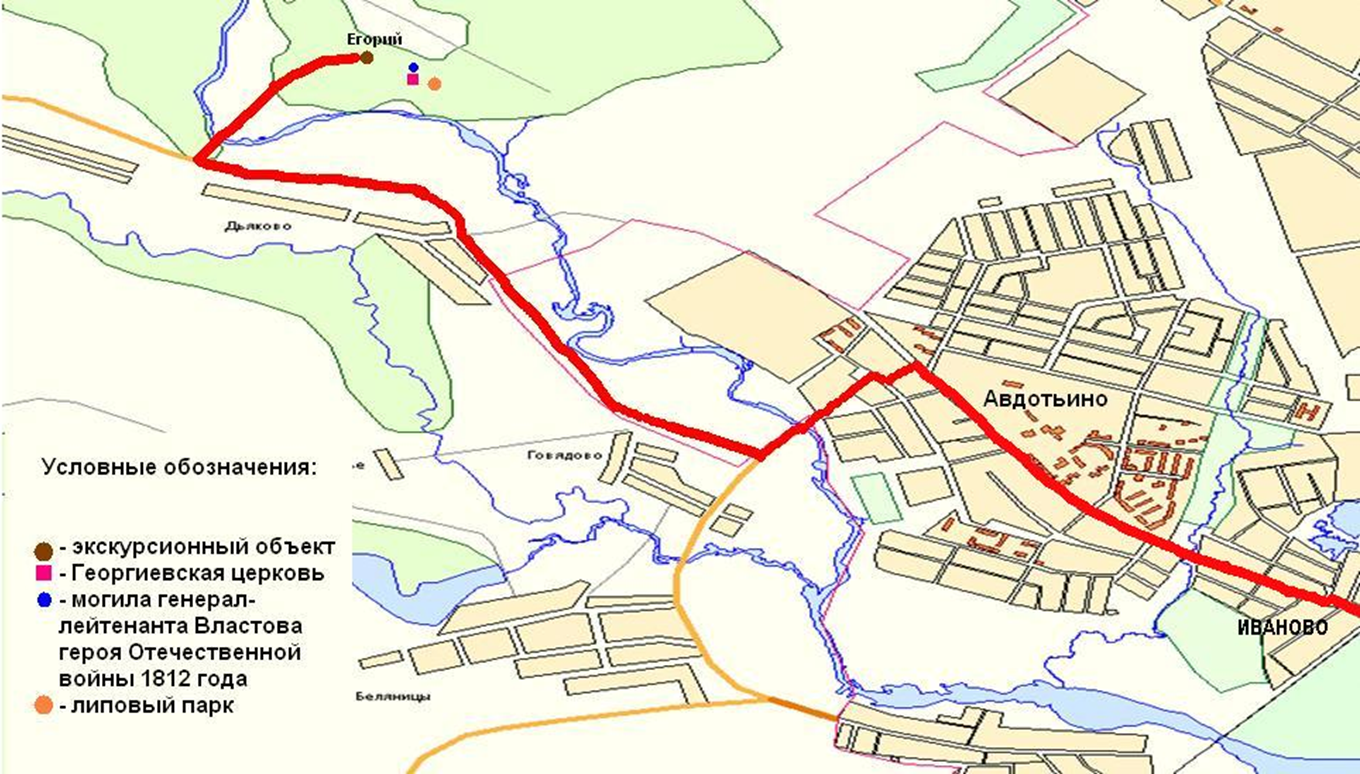 Егорий
Дьяково
Авдотьино
Говядово
ИВАНОВО
Беляницы
Условные обозначения:
- экскурсионный объект
- Георгиевская церковь
- могила генерал-
лейтенанта Властова
героя Отечественной
войны 1812 года
- липовый парк